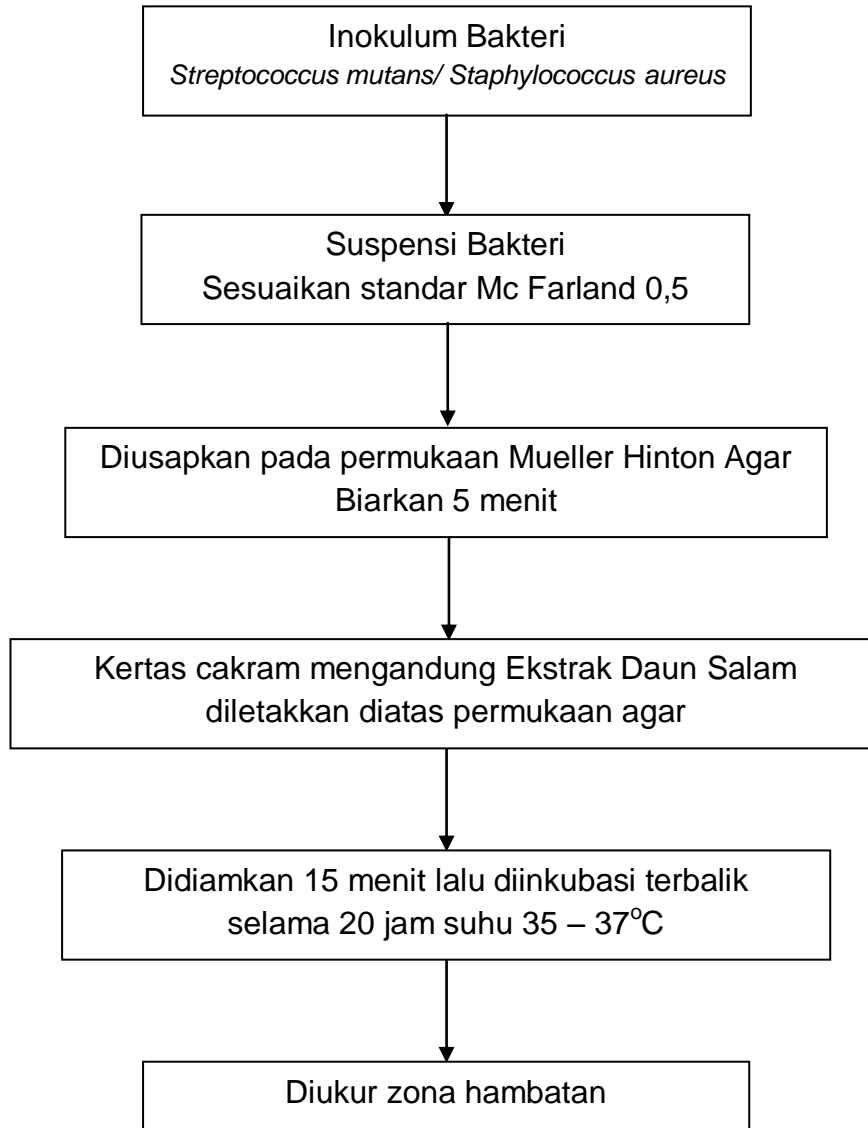 Inokulum Bakteri
Streptococcus mutans/ Staphylococcus aureus
Suspensi Bakteri
Sesuaikan standar Mc Farland 0,5
Diusapkan pada permukaan Mueller Hinton Agar
Biarkan 5 menit
Kertas cakram mengandung Ekstrak Daun Salam
diletakkan diatas permukaan agar
Didiamkan 15 menit lalu diinkubasi terbalik
selama 20 jam suhu 35 – 37°C
Diukur zona hambatan